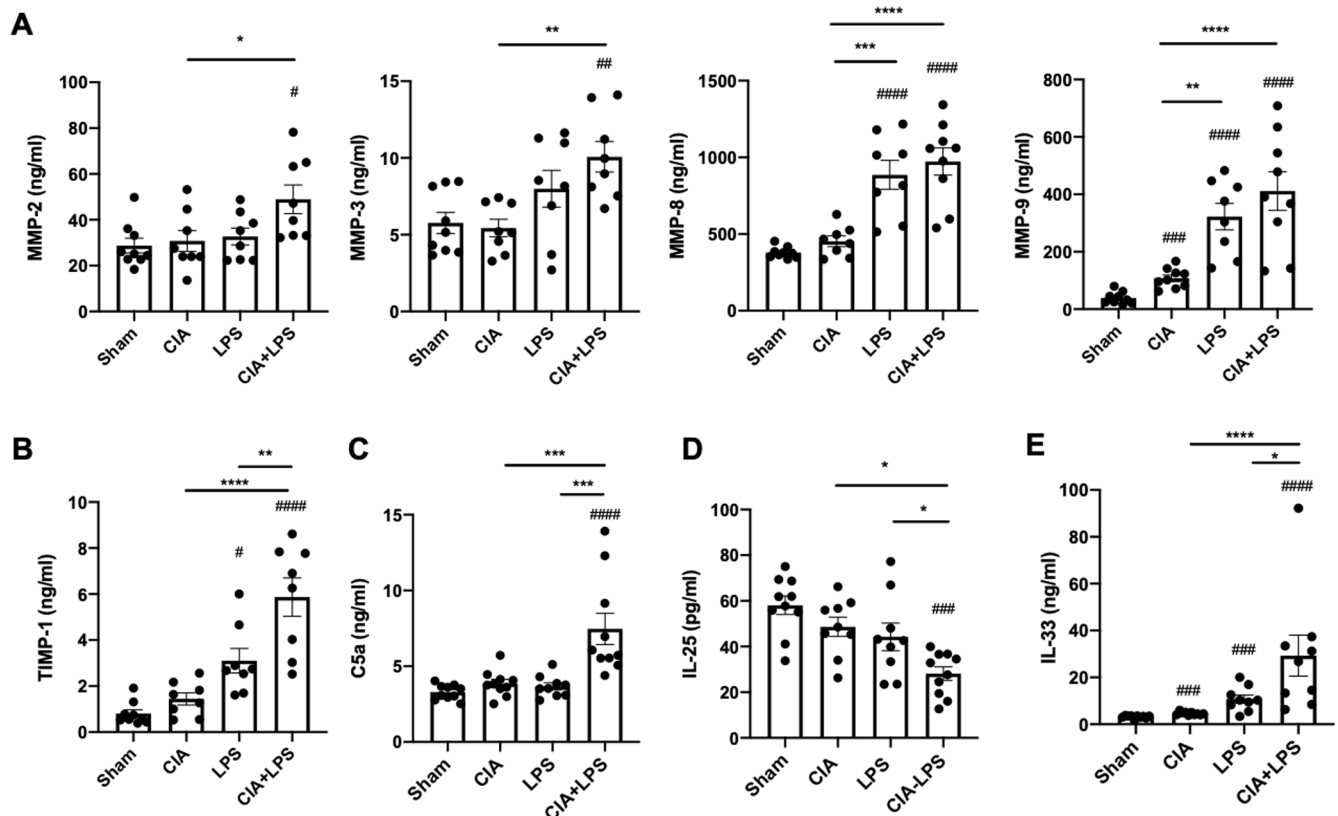 A
MMP-2 (ng/ml)
100
80
60
40
20
0
*
#
Sham
CIA
LPS
CIA+LPS
MMP-3 (ng/ml)
15
10
5
0
**
##
Sham
CIA
LPS
CIA+LPS
MMP-8 (ng/ml)
1500
1000
500
0
****
***
####
####
Sham
CIA
LPS
CIA+LPS
MMP-9 (ng/ml)
800
600
400
200
0
****
**
####
####
###
Sham
CIA
LPS
CIA+LPS
B
TIMP-1 (ng/ml)
10
8
6
4
2
0
**
****
####
#
Sham
CIA
LPS
CIA+LPS
C
C5a (ng/ml)
15
10
5
0
***
***
####
Sham
CIA
LPS
CIA+LPS
D
IL-25 (pg/ml)
100
80
60
40
20
0
*
*
###
Sham
CIA
LPS
CIA-LPS
E
IL-33 (ng/ml)
100
80
60
40
20
0
****
*
####
###
###
Sham
CIA
LPS
CIA+LPS